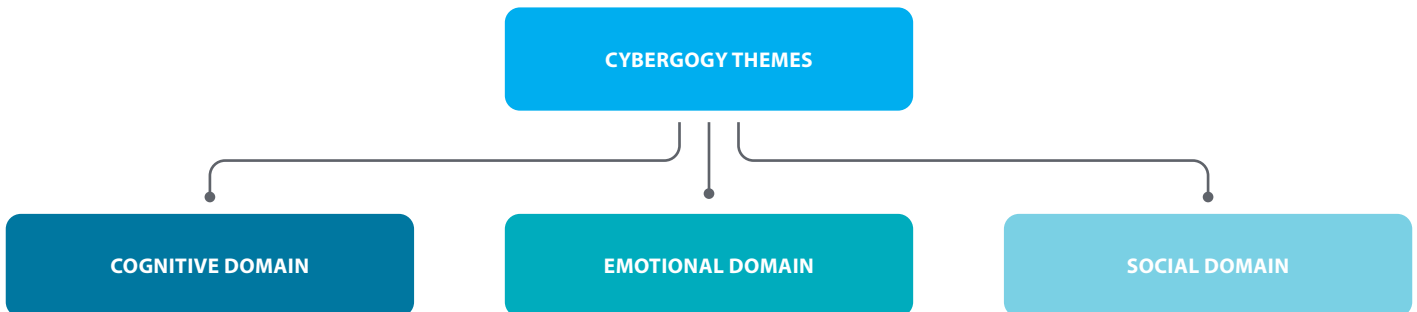 CYBERGOGY THEMES
COGNITIVE DOMAIN
EMOTIONAL DOMAIN
SOCIAL DOMAIN